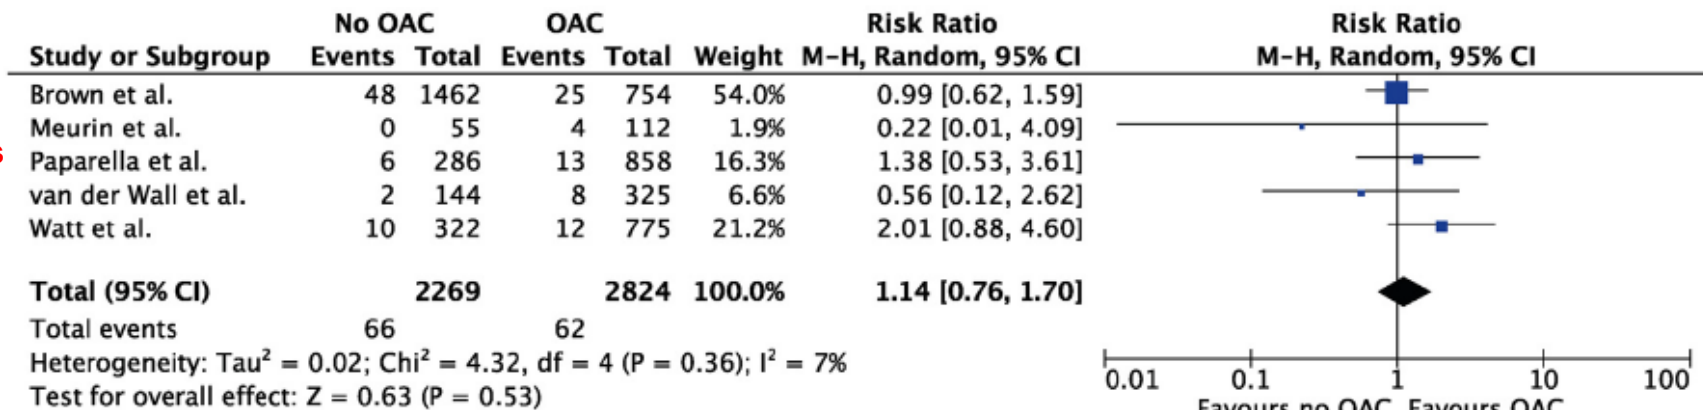 No OAC OAC Risk Ratio Risk Ratio
Study or Subgroup Events Total Events Total Weight M-H, Random, 95% CI M-H, Random, 95% CI
Brown et al. 48 1462 25 754 54.0% 0.99 [0.62, 1.59]
Meurin et al. 0 55 4 112 1.9% 0.22 [0.01, 4.09]
s
Paparella et al. 6 286 13 858 16.3% 1.38 [0.53, 3.61]
van der Wall et al. 2 144 8 325 6.6% 0.56 [0.12, 2.62]
Watt et al. 10 322 12 775 21.2% 2.01 [0.88, 4.60]
Total (95% CI) 2269 2824 100.0% 1.14 [0.76, 1.70]
Total events 66 62
Heterogeneity: Tau² = 0.02; Chi² = 4.32, df = 4 (P = 0.36); I² = 7%
Test for overall effect: Z = 0.63 (P = 0.53)
0.01 0.1 1 10 100
Favours no OAC Favours OAC